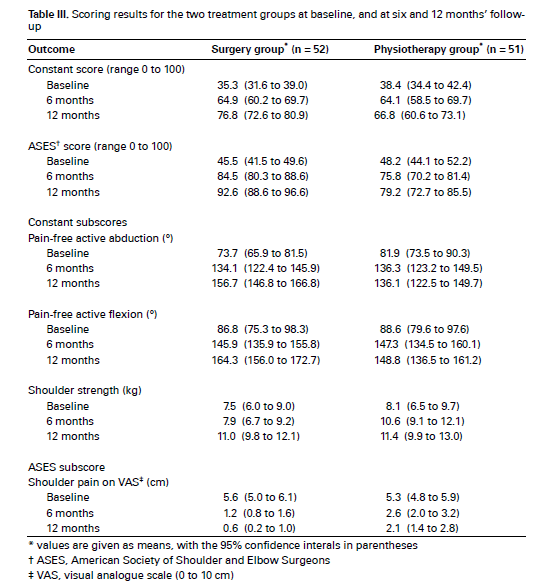 Table III. Scoring results for the two treatment groups at baseline, and at six and 12 months' follow-
up
Outcome Surgery group* (n = 52) Physiotherapy group* (n = 51)
Constant score (range 0 to 100)
Baseline 35.3 (31.6 to 39.0) 38.4 (34.4 to 42.4)
6 months 64.9 (60.2 to 69.7) 64.1 (58.5 to 69.7)
12 months 76.8 (72.6 to 80.9) 66.8 (60.6 to 73.1)
ASES† score (range 0 to 100)
Baseline 45.5 (41.5 to 49.6) 48.2 (44.1 to 52.2)
6 months 84.5 (80.3 to 88.6) 75.8 (70.2 to 81.4)
12 months 92.6 (88.6 to 96.6) 79.2 (72.7 to 85.5)
Constant subscores
Pain-free active abduction (°)
Baseline 73.7 (65.9 to 81.5) 81.9 (73.5 to 90.3)
6 months 134.1 (122.4 to 145.9) 136.3 (123.2 to 149.5)
12 months 156.7 (146.8 to 166.8) 136.1 (122.5 to 149.7)
Pain-free active flexion (°)
Baseline 86.8 (75.3 to 98.3) 88.6 (79.6 to 97.6)
6 months 145.9 (135.9 to 155.8) 147.3 (134.5 to 160.1)
12 months 164.3 (156.0 to 172.7) 148.8 (136.5 to 161.2)
Shoulder strength (kg)
Baseline 7.5 (6.0 to 9.0) 8.1 (6.5 to 9.7)
6 months 7.9 (6.7 to 9.2) 10.6 (9.1 to 12.1)
12 months 11.0 (9.8 to 12.1) 11.4 (9.9 to 13.0)
ASES subscore
Shoulder pain on VAS‡ (cm)
Baseline 5.6 (5.0 to 6.1) 5.3 (4.8 to 5.9)
6 months 1.2 (0.8 to 1.6) 2.6 (2.0 to 3.2)
12 months 0.6 (0.2 to 1.0) 2.1 (1.4 to 2.8)
* values are given as means, with the 95% confidence interals in parentheses
† ASES, American Society of Shoulder and Elbow Surgeons
‡ VAS, visual analogue scale (0 to 10 cm)